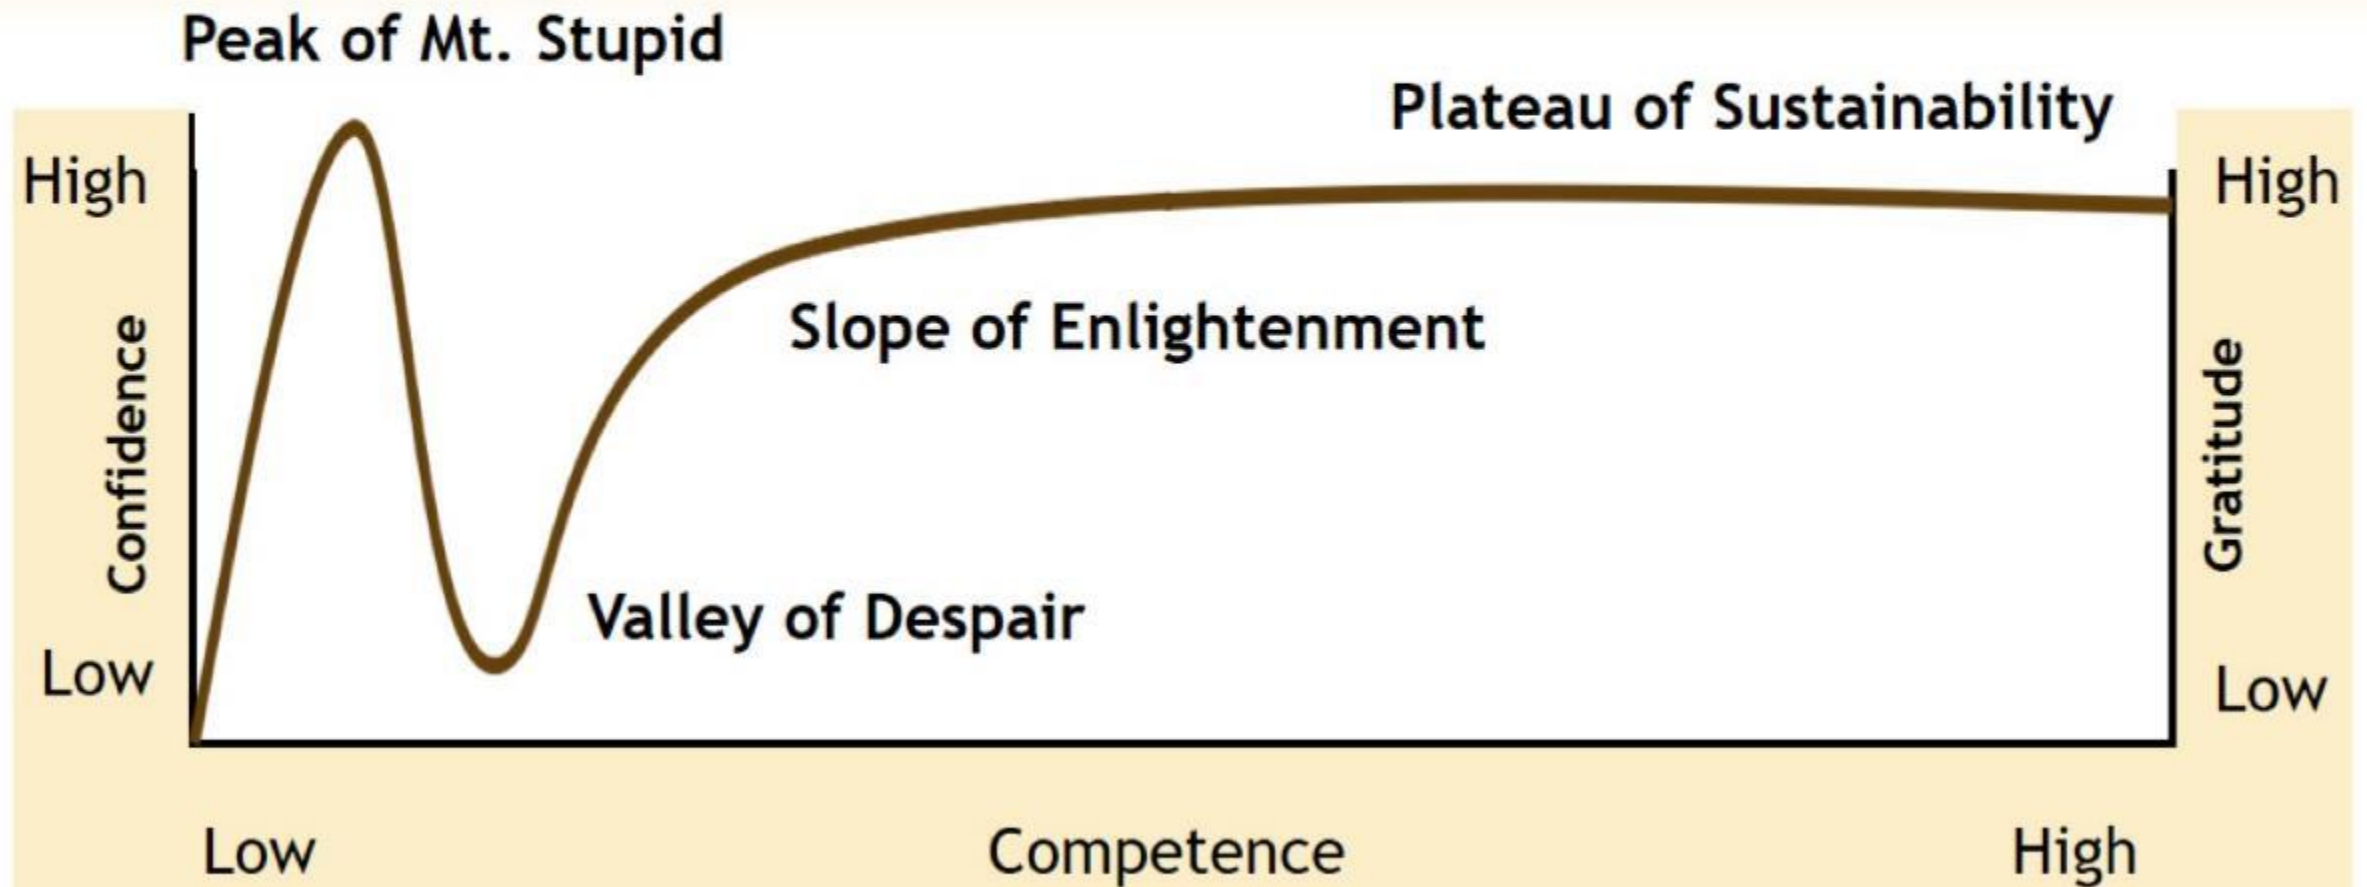 Peak of Mt. Stupid
Plateau of Sustainability
High
High
Confidence
Slope of Enlightenment
Gratitude
Valley of Despair
Low
Low
Low
Competence
High